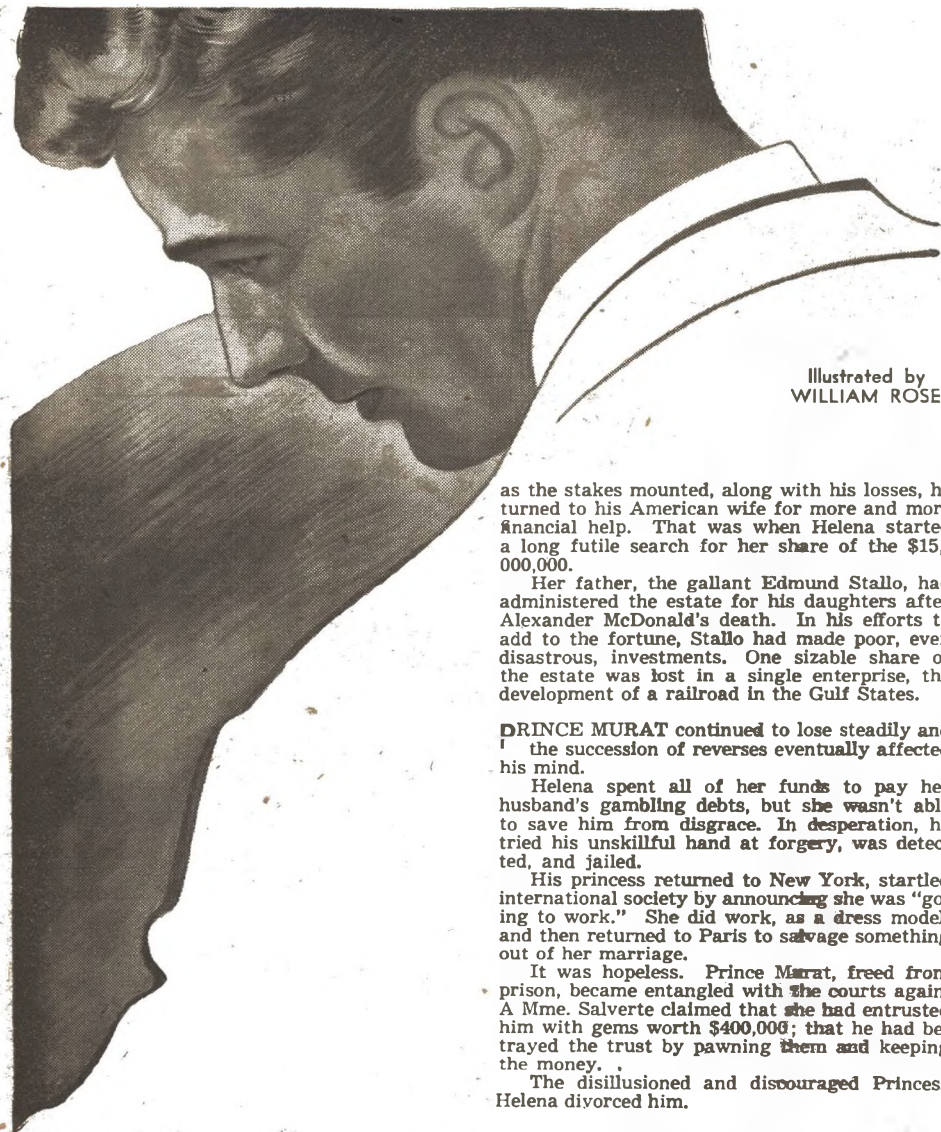 Illustrated by
WILLIAM ROSE
as the stakes mounted, along with his losses, h
turned to his American wife for more and mor
financial help. That was when Helena starte
a long futile search for her share of the $15,
000,000.
Her father, the gallant Edmund Stallo, ha
administered the estate for his daughters afte
Alexander McDonald's death. In his efforts t
add to the fortune, Stallo had made poor, eve
disastrous, investments. One sizable share o
the estate was lost in a single enterprise, th
development of a railroad in the Gulf States.
PRINCE MURAT continued to lose steadily an
the succession of reverses eventually affecte
his mind.
Helena spent all of her funds to pay he
husband's gambling debts, but she wasn't abl
to save him from disgrace. In desperation, h
tried his unskillful hand at forgery, was detec
ted, and jailed.
His princess returned to New York, startle
international society by announcing she was "go
ing to work." She did work, as a dress model
and then returned to Paris to salvage something
out of her marriage.
It was hopeless. Prince Murat, freed from
prison, became entangled with the courts again
A Mme. Salverte claimed that she had entruste
him with gems worth $400,000; that he had be
trayed the trust by pawning them and keeping
the money.
The disillusioned and discouraged Princes
Helena divorced him.